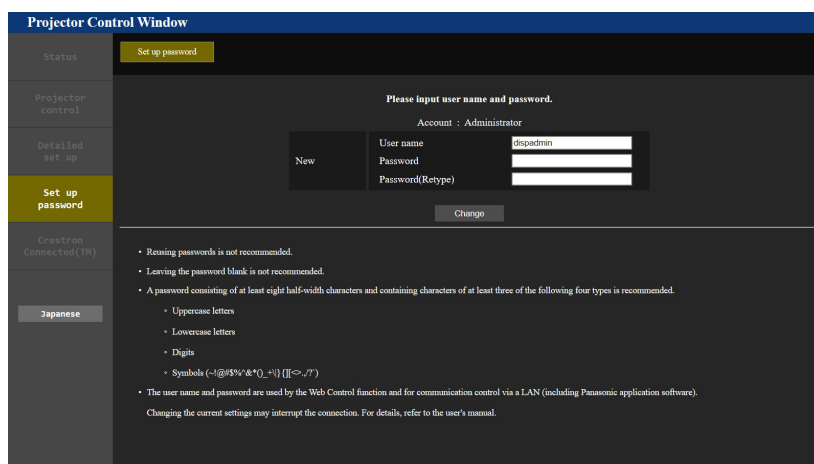 Projector Control Window
Status
Set up password
Projector
control
Detailed
set up
Set up
password
Crestron
Connected(TM)
Japanese
Please input user name and password.
Account : Administrator
New
User name
dispadmin
Password
Password(Retype)
Change
• Reusing passwords is not recommended.
• Leaving the password blank is not recommended.
• A password consisting of at least eight half-width characters and containing characters of at least three of the following four types is recommended.
◦ Uppercase letters
◦ Lowercase letters
◦ Digits
◦ Symbols (~!@#$%^&*()_+\|}{][<>.,/?`)
• The user name and password are used by the Web Control function and for communication control via a LAN (including Panasonic application software).
Changing the current settings may interrupt the connection. For details, refer to the user's manual.